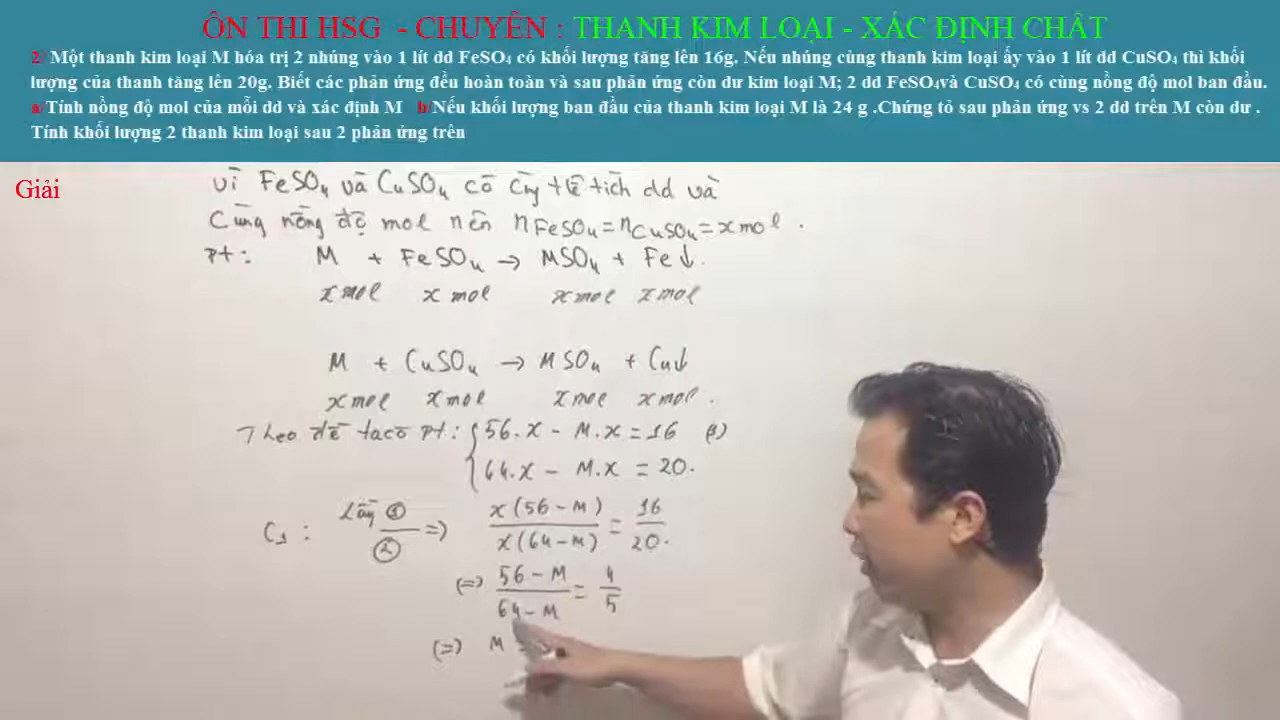 ÔN THI HSG - CHUYÊN : THANH KIM LOẠI - XÁC ĐỊNH CHẤT
2/ Một thanh kim loại M hóa trị 2 nhúng vào 1 lít dd FeSO₄ có khối lượng tăng lên 16g. Nếu nhúng cùng thanh kim loại ấy vào 1 lít dd CuSO₄ thì khối
lượng của thanh tăng lên 20g. Biết các phản ứng đều hoàn toàn và sau phản ứng còn dư kim loại M; 2 dd FeSO₄và CuSO₄ có cùng nồng độ mol ban đầu.
a/ Tính nồng độ mol của mỗi dd và xác định M b/ Nếu khối lượng ban đầu của thanh kim loại M là 24 g .Chứng tỏ sau phản ứng vs 2 dd trên M còn dư .
Tính khối lượng 2 thanh kim loại sau 2 phản ứng trên
Giải
Vì FeSO₄ và CuSO₄ có cùng thể tích dd và
Cùng nồng độ mol nên nFeSO₄ = nCuSO₄ = x mol .
pt: M + FeSO₄ → MSO₄ + Fe↓.
x mol x mol x mol x mol
M + CuSO₄ → MSO₄ + Cu↓
x mol x mol x mol x mol .
Theo đề ta có pt: { 56.x - M.x = 16 (1)
64.x - M.x = 20.
C₁ : Lấy ①/② => x(56-M)/x(64-M) = 16/20.
(=) 56-M/64-M = 4/5
(=) M =